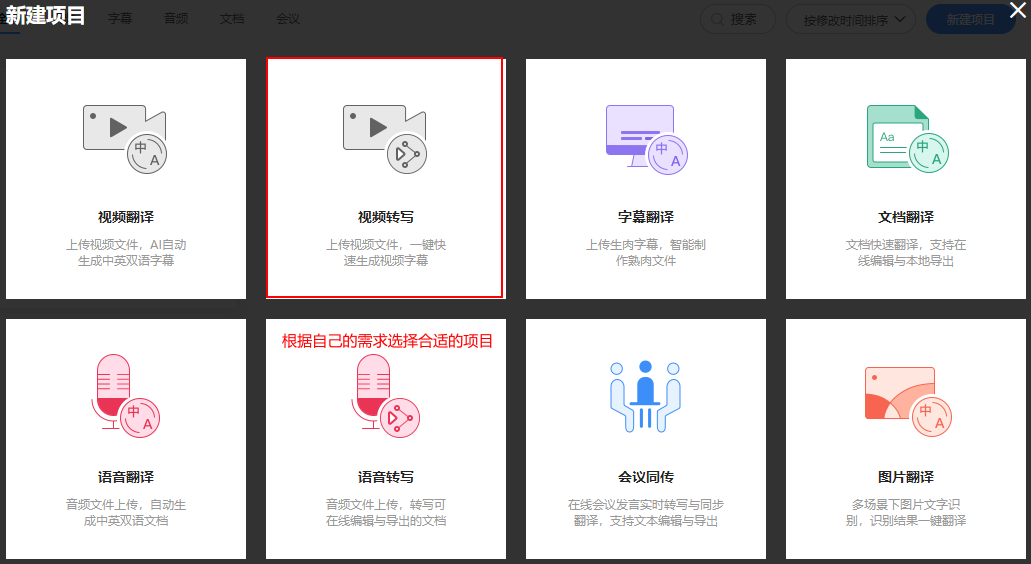 新建项目
字幕 音频 文档 会议 搜索 按修改时间排序 新建项目
中
A
中
A
Aa
中
A
视频翻译
上传视频文件，AI自动
生成中英双语字幕
视频转写
上传视频文件，一键快
速生成视频字幕
字幕翻译
上传生肉字幕，智能制
作熟肉文件
文档翻译
文档快速翻译，支持在
线编辑与本地导出
根据自己的需求选择合适的项目
中
A
中
A
语音翻译
音频文件上传，自动生
成中英双语文档
语音转写
音频文件上传，转写可
在线编辑与导出的文档
会议同传
在线会议发言实时转写与同步
翻译，支持文本编辑与导出
图片翻译
多场景下图片文字识
别，识别结果一键翻译